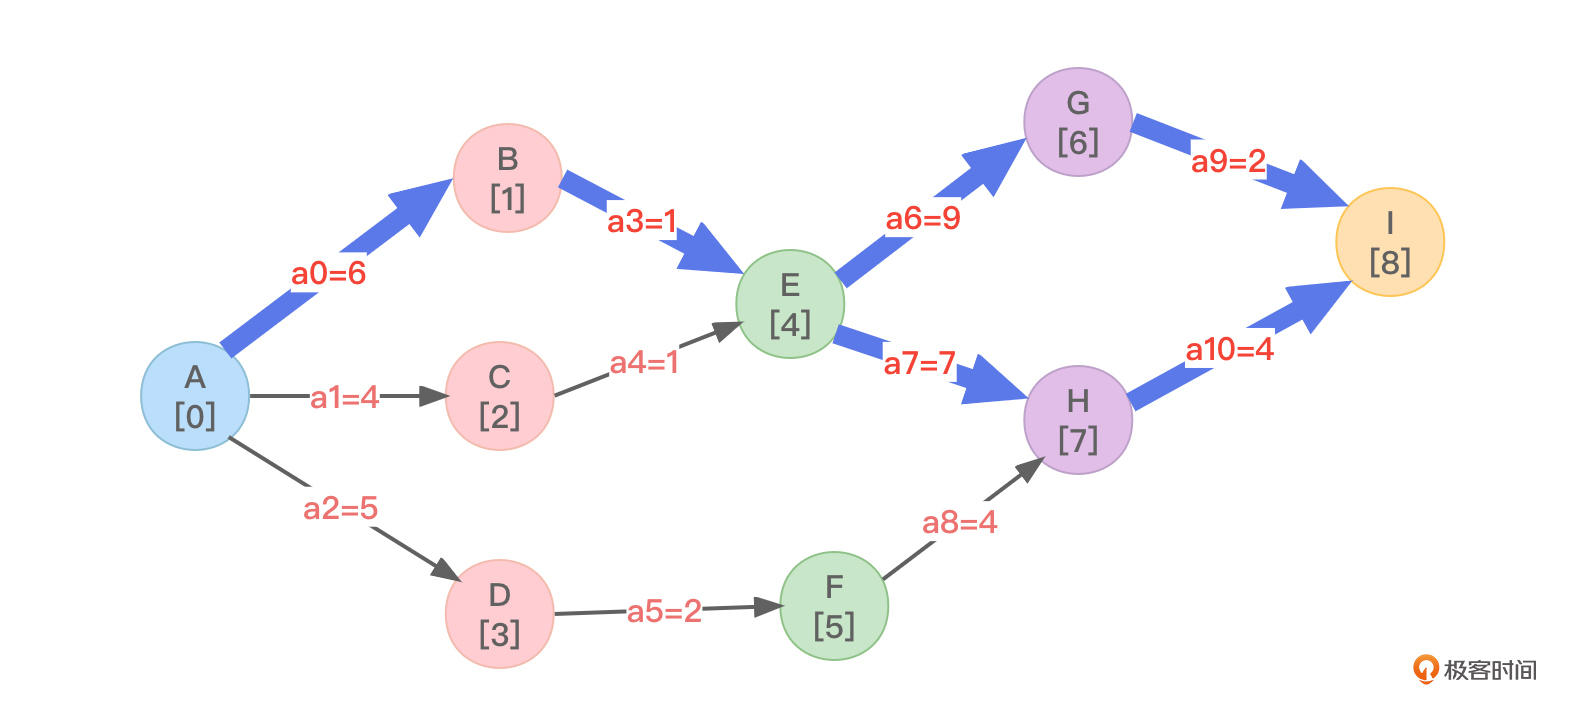 G
[6]
B
[1]
a9=2
a6=9
a3=1
I
[8]
a0=6
E
[4]
a10=4
a4=1
a7=7
A
[0]
a1=4
C
[2]
H
[7]
a2=5
a8=4
D
[3]
a5=2
F
[5]
极客时间